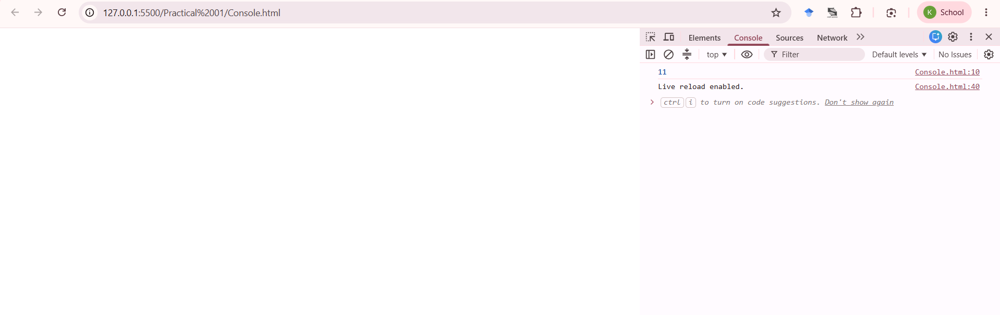 127.0.0.1:5500/Practical%2001/Console.html
K School
Elements Console Sources Network
top Filter Default levels No Issues
11 Console.html:10
Live reload enabled. Console.html:40
ctrl i to turn on code suggestions. Don't show again